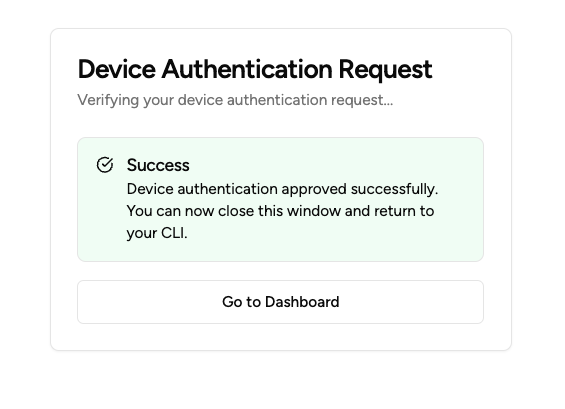 Device Authentication Request
Verifying your device authentication request...
Success
Device authentication approved successfully.
You can now close this window and return to
your CLI.
Go to Dashboard